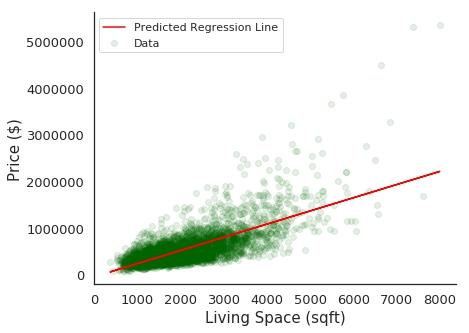 Predicted Regression Line
Data
Price ($)
5000000
4000000
3000000
2000000
1000000
0
0 1000 2000 3000 4000 5000 6000 7000 8000
Living Space (sqft)